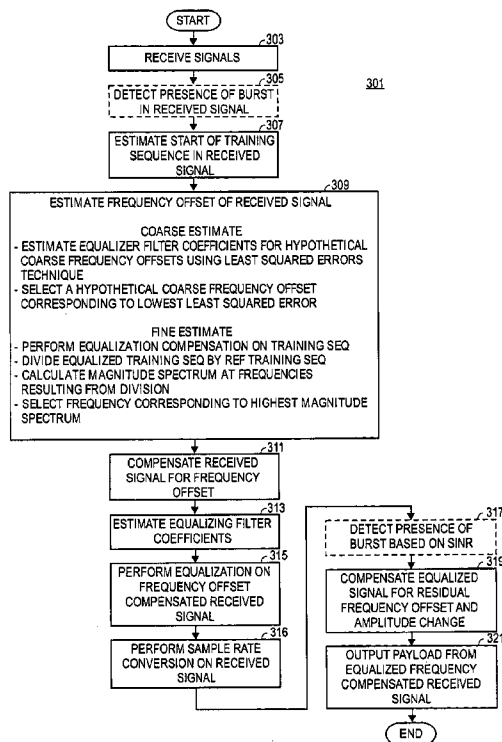 START
303
RECEIVE SIGNALS
305
DETECT PRESENCE OF BURST
IN RECEIVED SIGNAL
301
307
ESTIMATE START OF TRAINING
SEQUENCE IN RECEIVED
SIGNAL
309
ESTIMATE FREQUENCY OFFSET OF RECEIVED SIGNAL
COARSE ESTIMATE
- ESTIMATE EQUALIZER FILTER COEFFICIENTS FOR HYPOTHETICAL
COARSE FREQUENCY OFFSETS USING LEAST SQUARED ERRORS
TECHNIQUE
- SELECT A HYPOTHETICAL COARSE FREQUENCY OFFSET
CORRESPONDING TO LOWEST LEAST SQUARED ERROR
FINE ESTIMATE
- PERFORM EQUALIZATION COMPENSATION ON TRAINING SEQ
- DIVIDE EQUALIZED TRAINING SEQ BY REF TRAINING SEQ
- CALCULATE MAGNITUDE SPECTRUM AT FREQUENCIES
RESULTING FROM DIVISION
- SELECT FREQUENCY CORRESPONDING TO HIGHEST MAGNITUDE
SPECTRUM
311
COMPENSATE RECEIVED
SIGNAL FOR FREQUENCY
OFFSET
313
ESTIMATE EQUALIZING FILTER
COEFFICIENTS
315
PERFORM EQUALIZATION ON
FREQUENCY OFFSET
COMPENSATED RECEIVED
SIGNAL
316
PERFORM SAMPLE RATE
CONVERSION ON RECEIVED
SIGNAL
317
DETECT PRESENCE OF
BURST BASED ON SINR
319
COMPENSATE EQUALIZED
SIGNAL FOR RESIDUAL
FREQUENCY OFFSET AND
AMPLITUDE CHANGE
321
OUTPUT PAYLOAD FROM
EQUALIZED FREQUENCY
COMPENSATED RECEIVED
SIGNAL
END